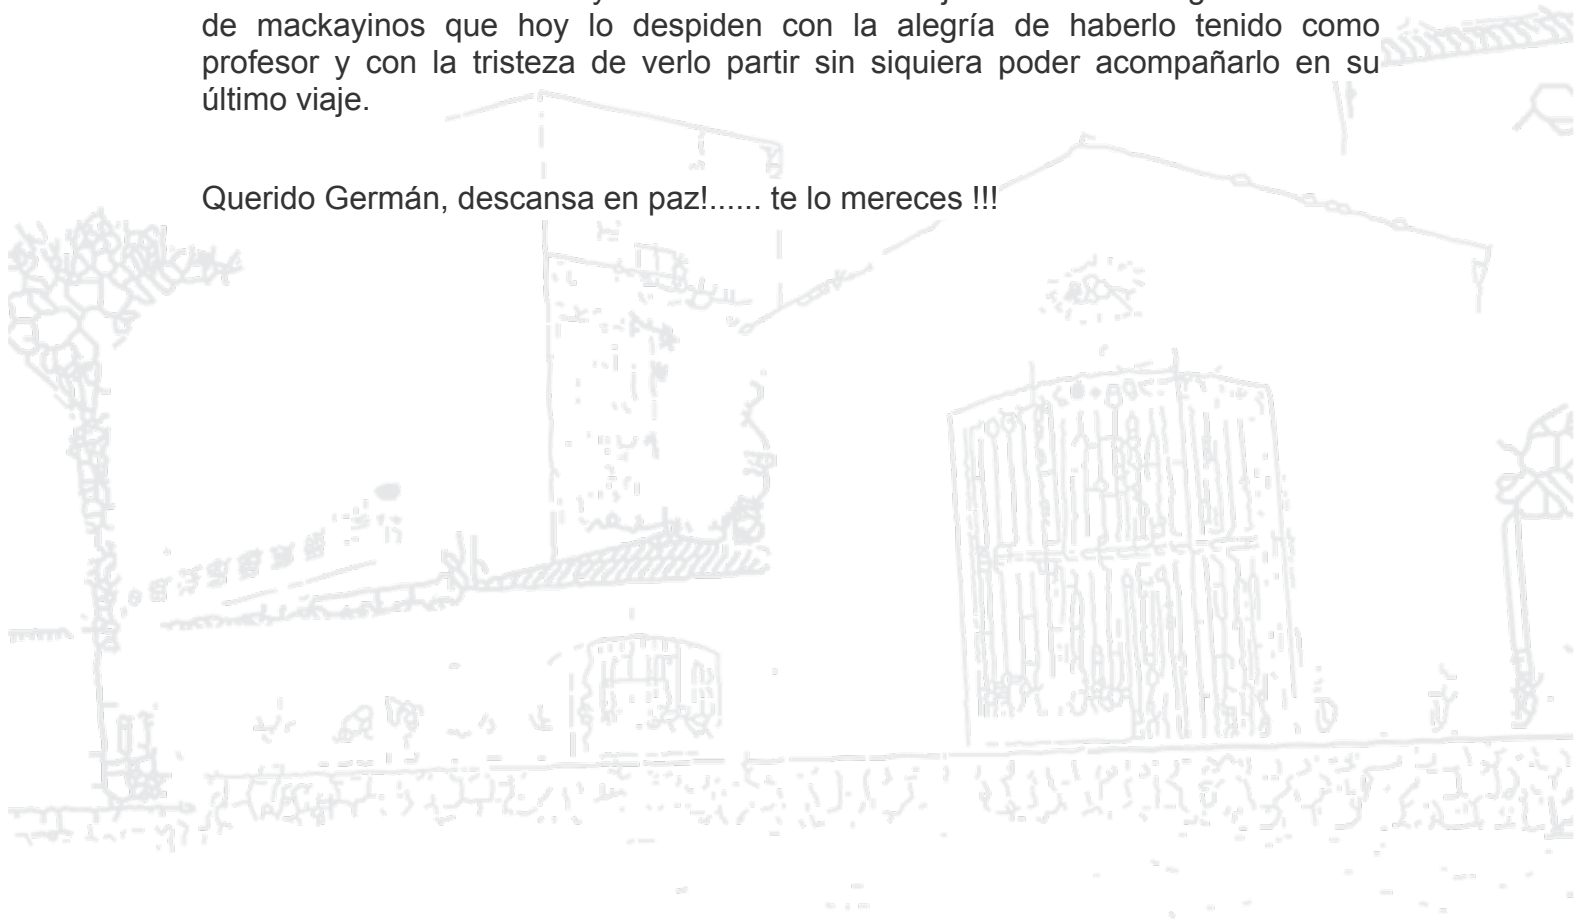 de mackayinos que hoy lo despiden con la alegría de haberlo tenido como
profesor y con la tristeza de verlo partir sin siquiera poder acompañarlo en su
último viaje.
Querido Germán, descansa en paz!...... te lo mereces !!!